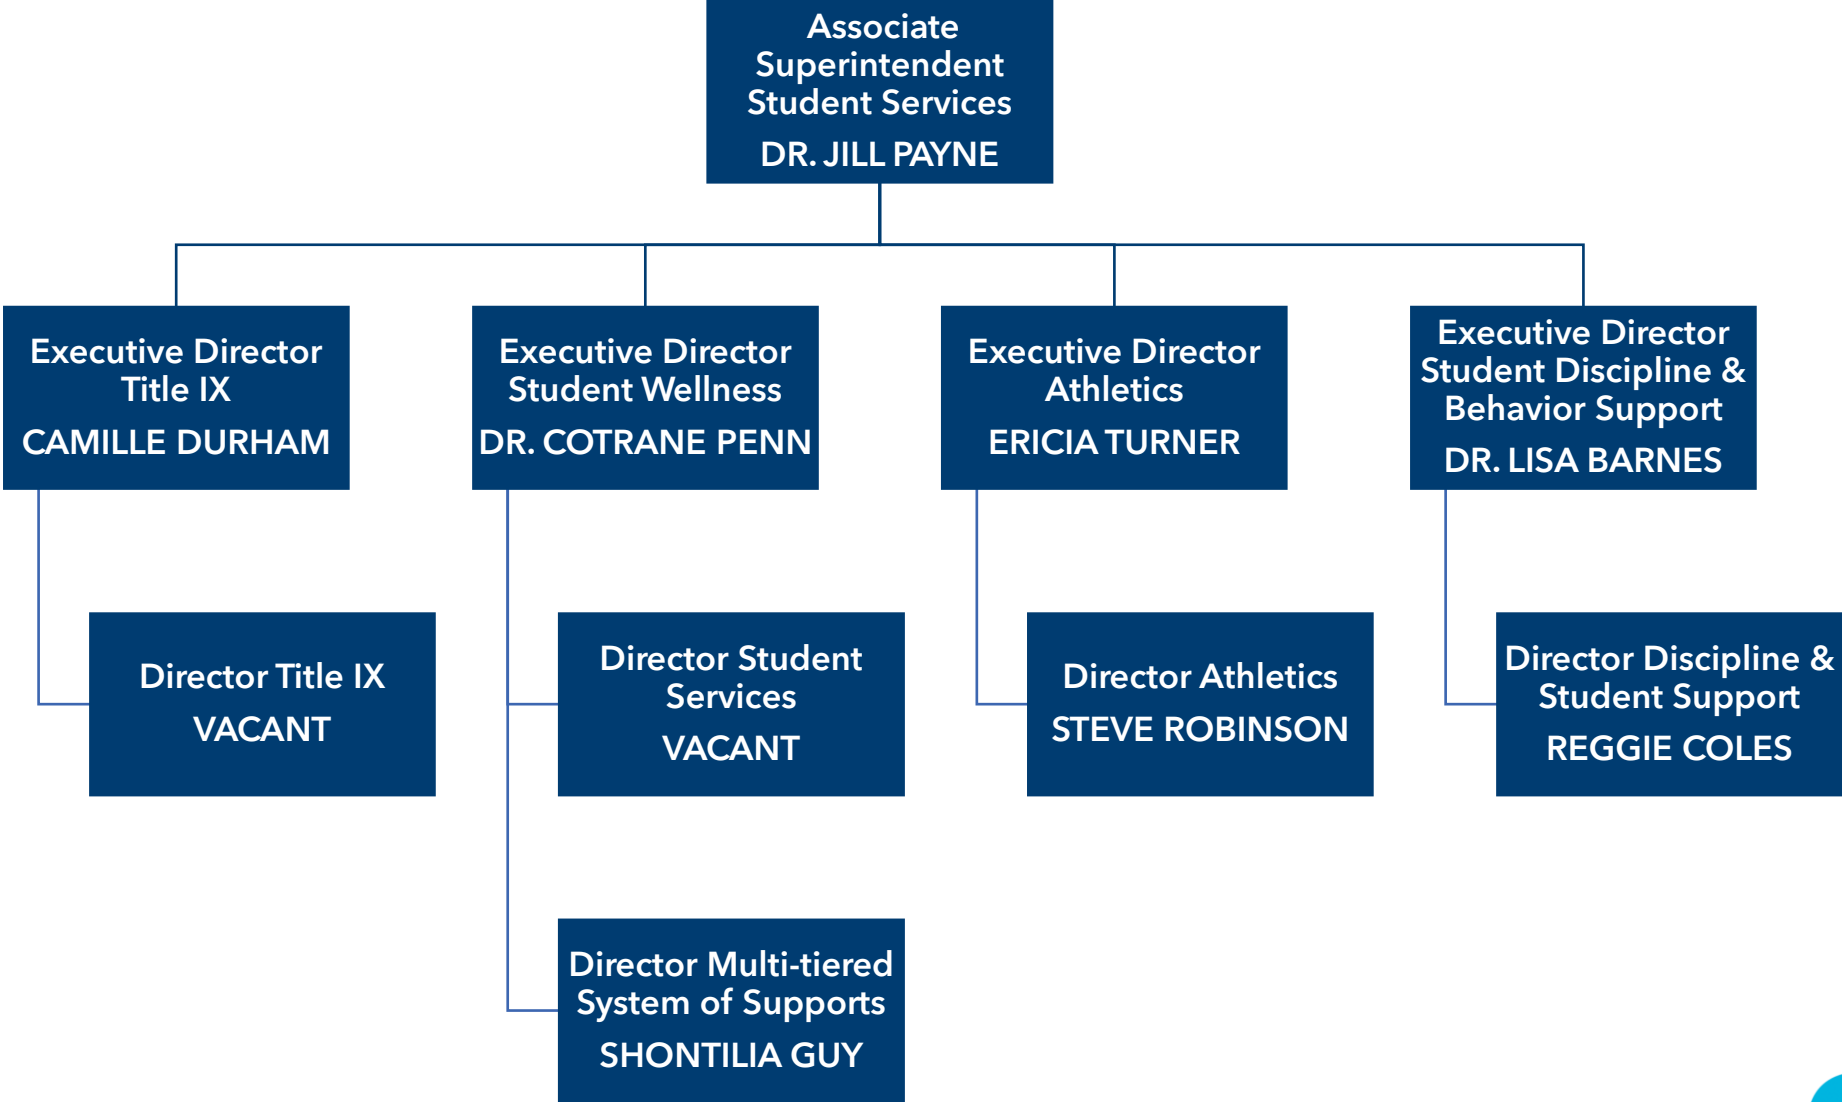 Associate
Superintendent
Student Services
DR. JILL PAYNE
Executive Director
Title IX
CAMILLE DURHAM
Executive Director
Student Wellness
DR. COTRANE PENN
Executive Director
Athletics
ERICIA TURNER
Executive Director
Student Discipline &
Behavior Support
DR. LISA BARNES
Director Title IX
VACANT
Director Student
Services
VACANT
Director Athletics
STEVE ROBINSON
Director Discipline &
Student Support
REGGIE COLES
Director Multi-tiered
System of Supports
SHONTILIA GUY